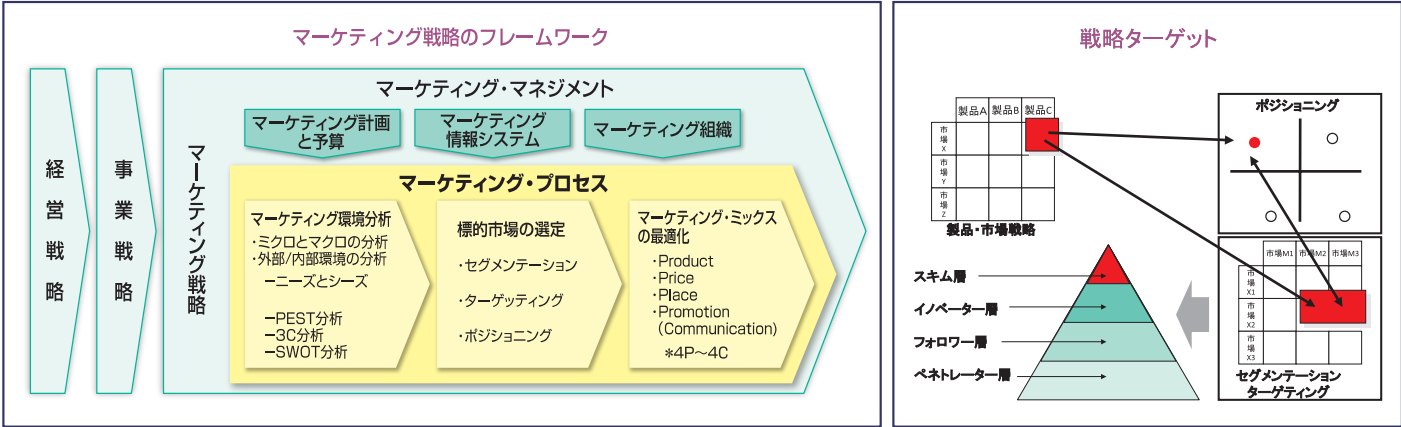 マーケティング戦略のフレームワーク
経営戦略
事業戦略
マーケティング・マネジメント
マーケティング戦略
マーケティング計画
と予算
マーケティング
情報システム
マーケティング組織
マーケティング・プロセス
マーケティング環境分析
・ミクロとマクロの分析
・外部/内部環境の分析
ーニーズとシーズ
ーPEST分析
ー3C分析
ーSWOT分析
標的市場の選定
・セグメンテーション
・ターゲッティング
・ポジショニング
マーケティング・ミックス
の最適化
・Product
・Price
・Place
・Promotion
（Communication）
*4P～4C
戦略ターゲット
製品A 製品B 製品C
市場X
市場Y
市場Z
製品・市場戦略
ポジショニング
スキム層
イノベーター層
フォロワー層
ペネトレーター層
市場M1 市場M2 市場M3
市場X1
市場X2
市場X3
セグメンテーション
ターゲティング